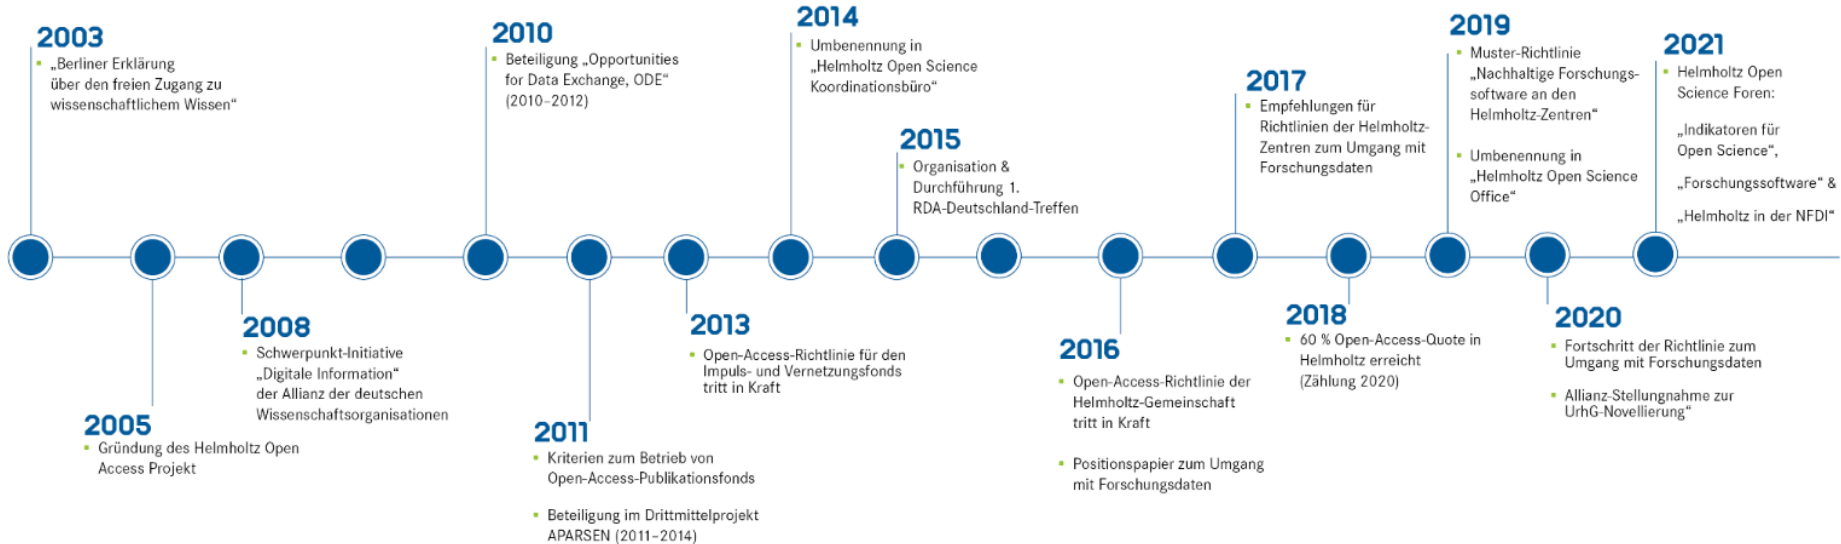 2003
„Berliner Erklärung
über den freien Zugang zu
wissenschaftlichem Wissen“
2005
Gründung des Helmholtz Open
Access Projekt
2008
Schwerpunkt-Initiative
„Digitale Information“
der Allianz der deutschen
Wissenschaftsorganisationen
2010
Beteiligung „Opportunities
for Data Exchange, ODE“
(2010–2012)
2011
Kriterien zum Betrieb von
Open-Access-Publikationsfonds
Beteiligung im Drittmittelprojekt
APARSEN (2011–2014)
2013
Open-Access-Richtlinie für den
Impuls- und Vernetzungsfonds
tritt in Kraft
2014
Umbenennung in
„Helmholtz Open Science
Koordinationsbüro“
2015
Organisation &
Durchführung 1.
RDA-Deutschland-Treffen
2016
Open-Access-Richtlinie der
Helmholtz-Gemeinschaft
tritt in Kraft
Positionspapier zum Umgang
mit Forschungsdaten
2017
Empfehlungen für
Richtlinien der Helmholtz-
Zentren zum Umgang mit
Forschungsdaten
2018
60 % Open-Access-Quote in
Helmholtz erreicht
(Zählung 2020)
2019
Muster-Richtlinie
„Nachhaltige Forschungs-
software an den
Helmholtz-Zentren“
Umbenennung in
„Helmholtz Open Science
Office“
2020
Fortschritt der Richtlinie zum
Umgang mit Forschungsdaten
Allianz-Stellungnahme zur
UrhG-Novellierung“
2021
Helmholtz Open
Science Foren:
„Indikatoren für
Open Science“,
„Forschungssoftware“ &
„Helmholtz in der NFDI“